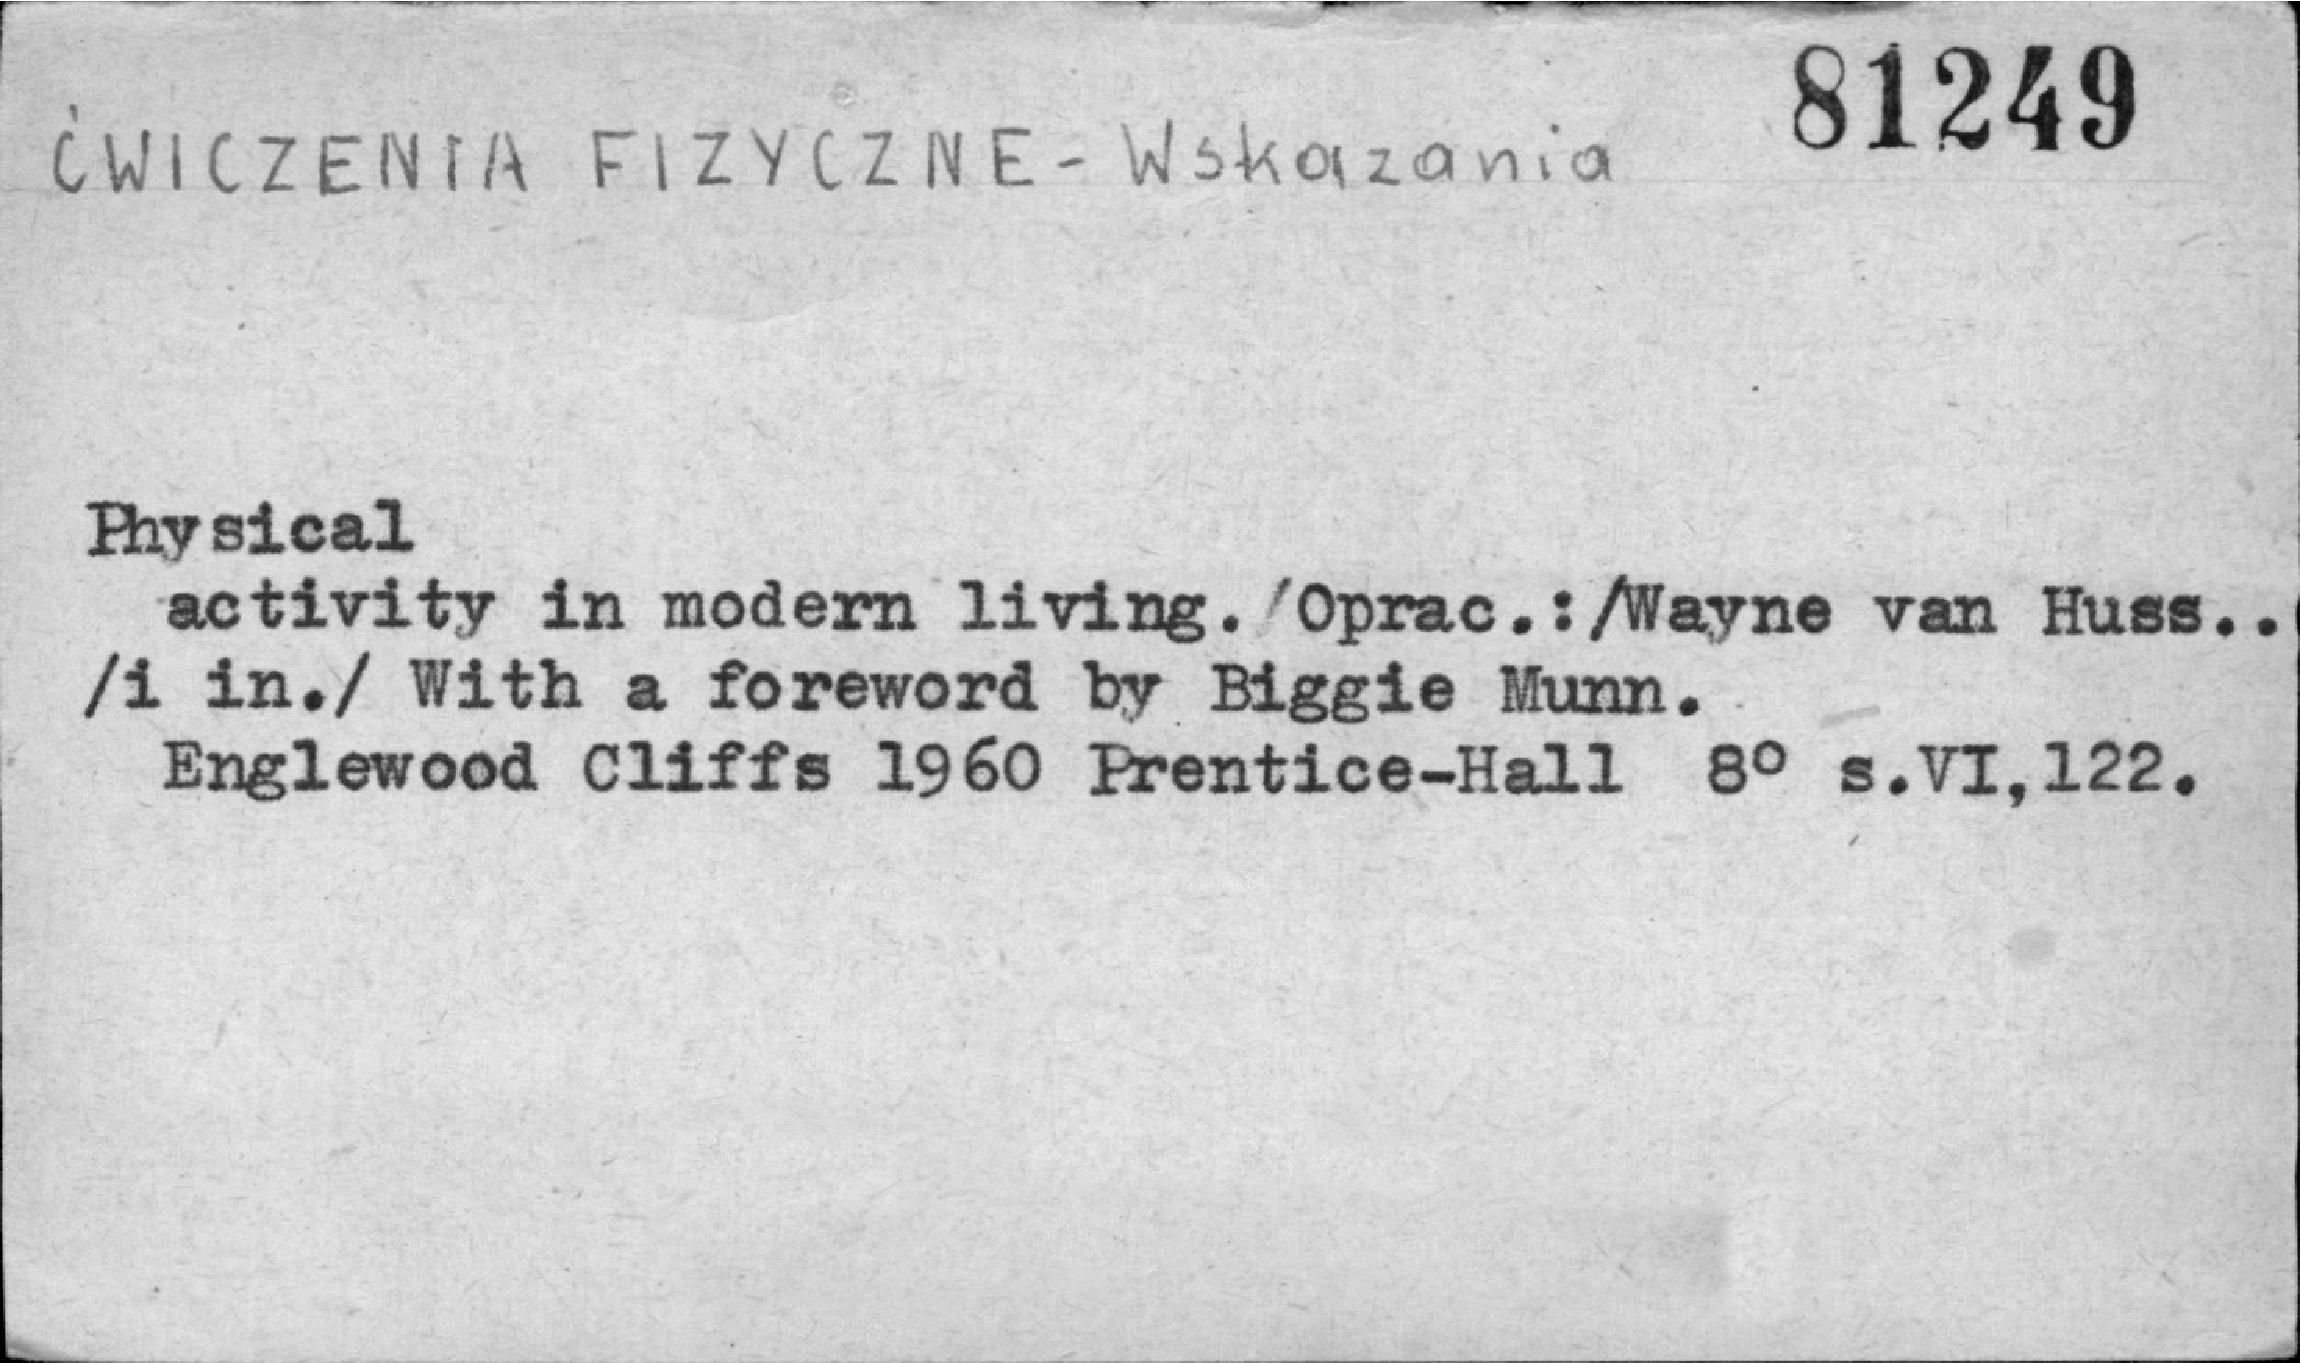 81249
ĆWICZENIA FIZYCZNE - Wskazania
Physical
activity in modern living. /Oprac.:/Wayne van Huss..
/i in./ With a foreword by Biggie Munn.
Englewood Cliffs 1960 Prentice-Hall 8° s.VI,122.